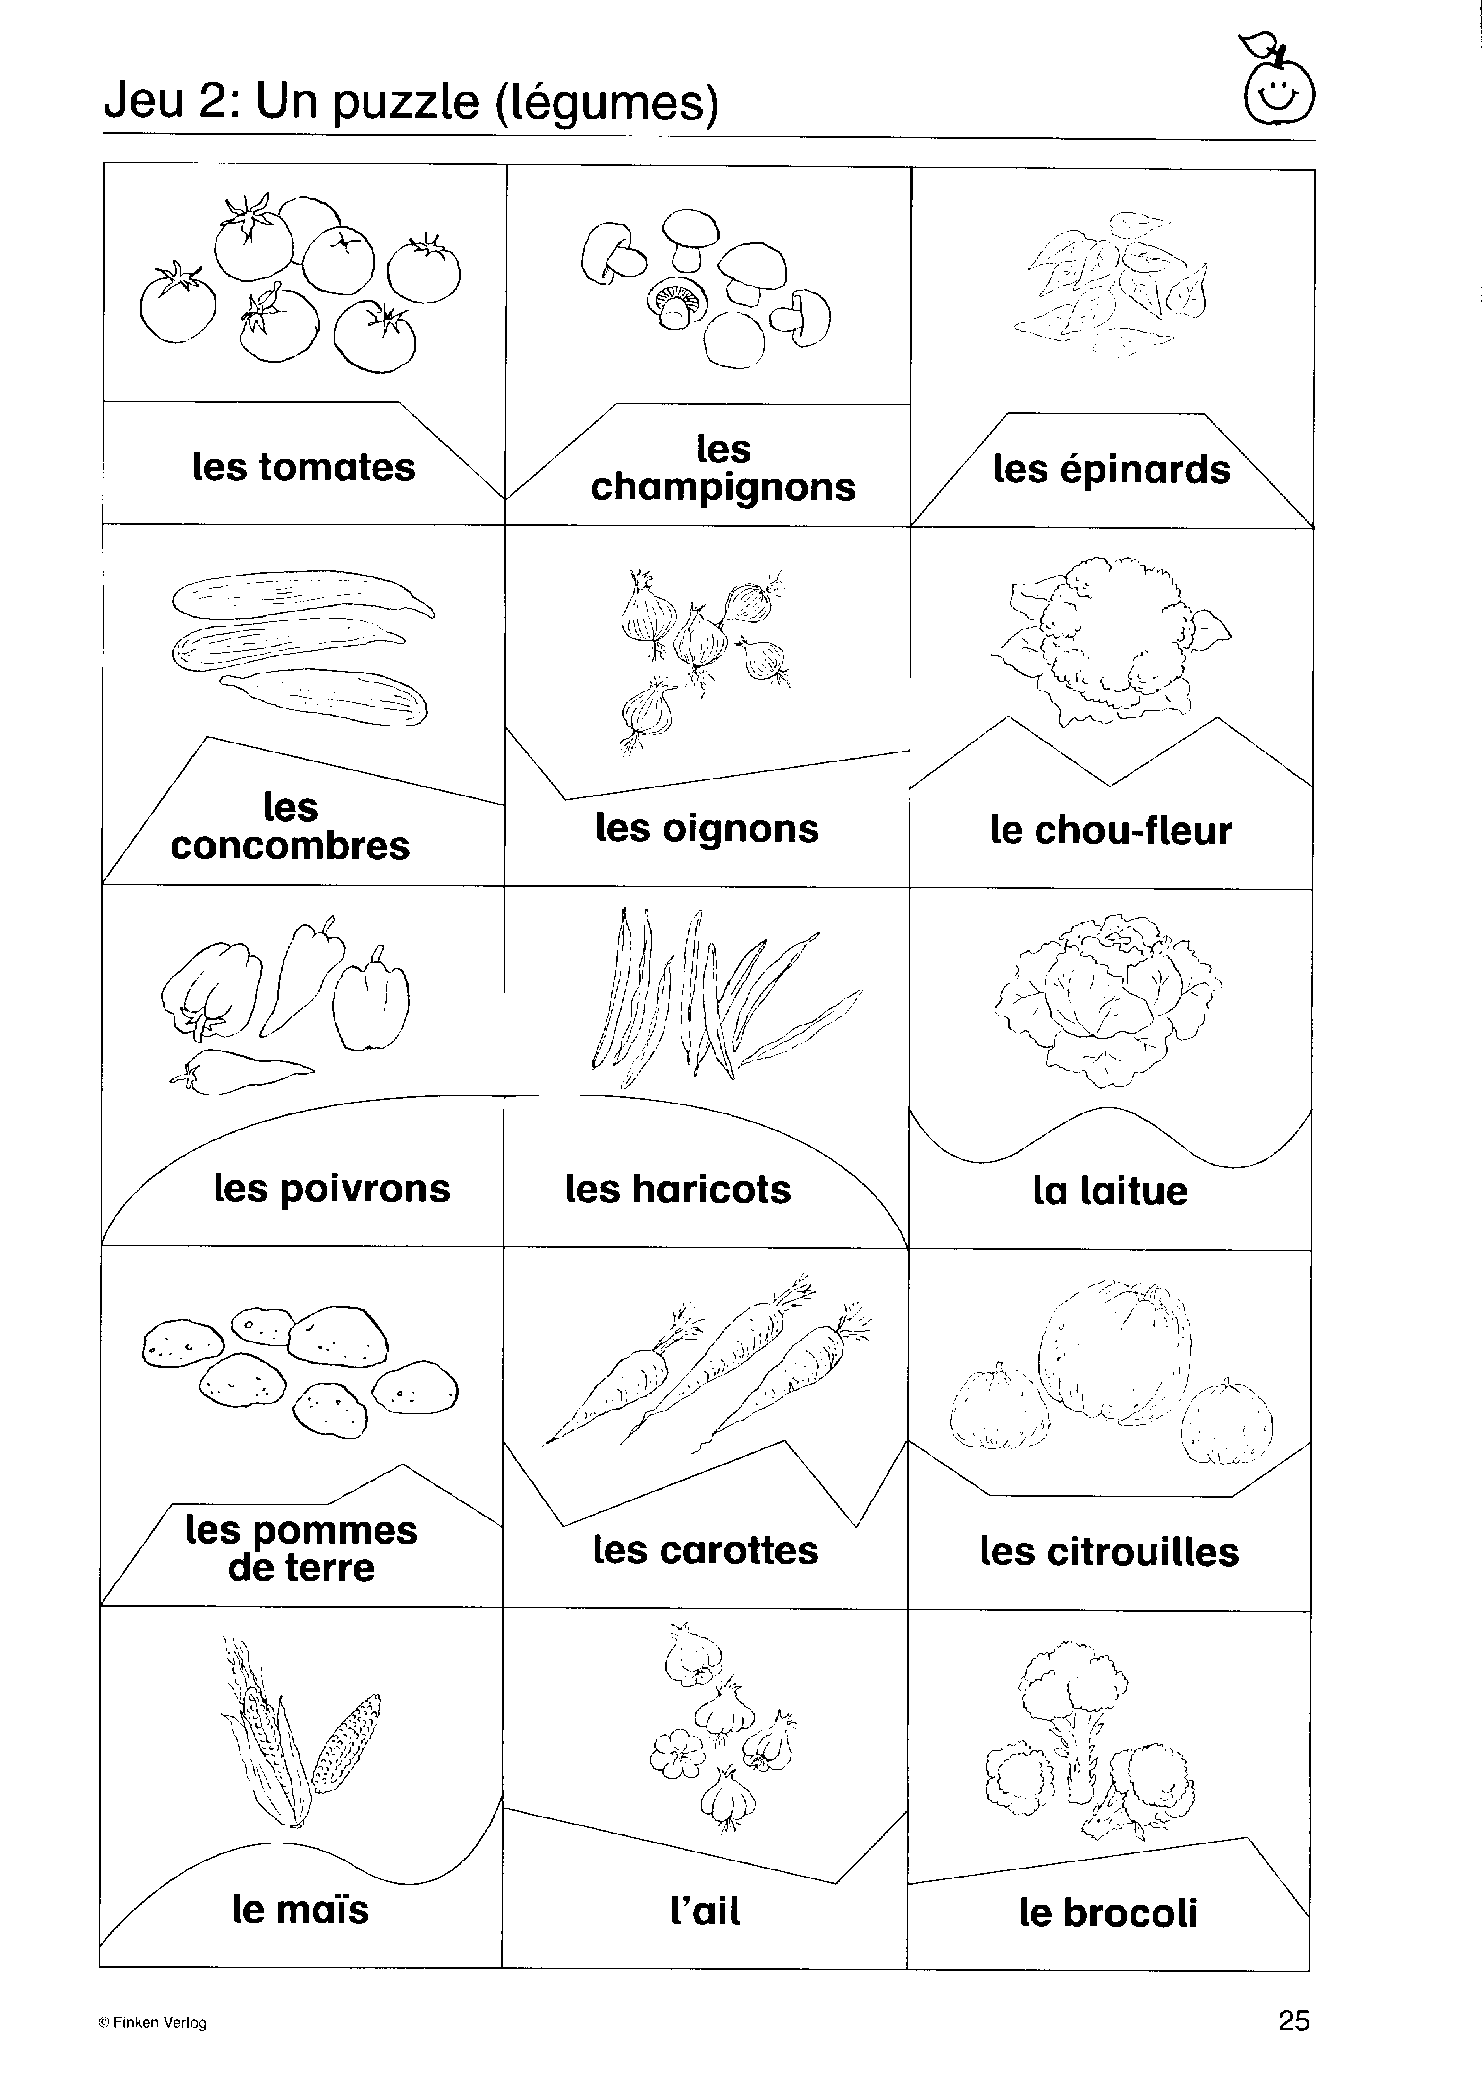 Jeu 2: Un puzzle (légumes)
les tomates
les
champignons
les épinards
les
concombres
les oignons
le chou-fleur
les poivrons
les haricots
la laitue
les pommes
de terre
les carottes
les citrouilles
le maïs
l'ail
le brocoli
© Finken Verlog
25